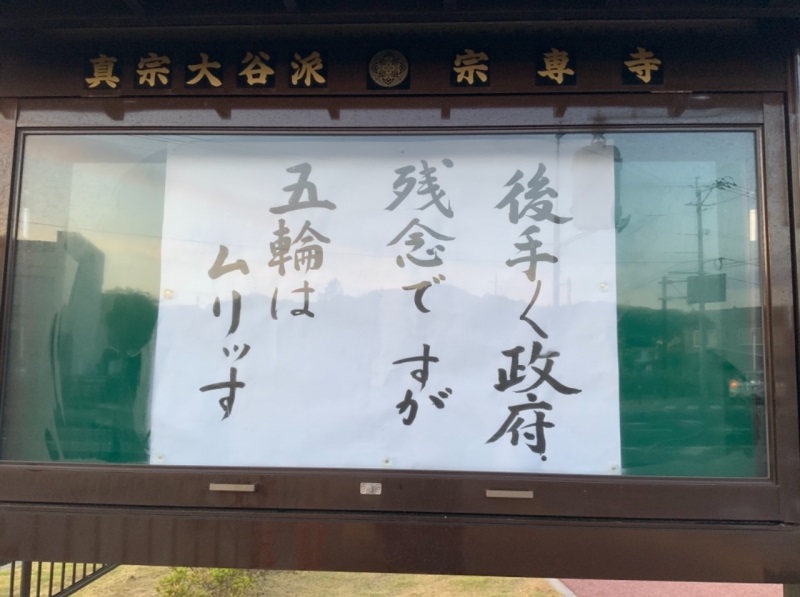 真宗大谷派 宗専寺
後手く政府.
残念ですが
五輪は
ムリッす